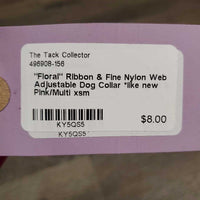 The Tack Collector
496908-156
"Floral" Ribbon & Fine Nylon Web
Adjustable Dog Collar *like new
Pink/Multi xsm
$8.00
KY5QS5
KY5QS5